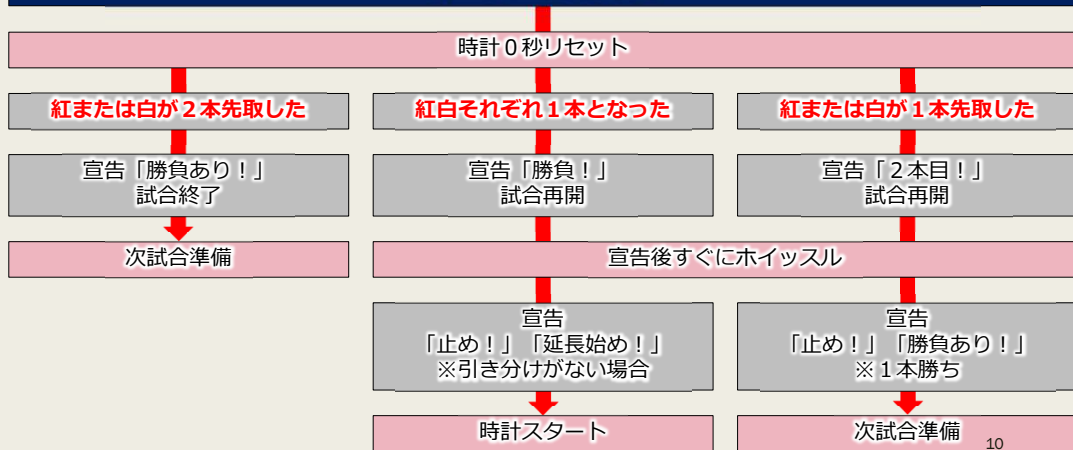 時計０秒リセット
紅または白が２本先取した
紅白それぞれ１本となった
紅または白が１本先取した
宣告「勝負あり！」
試合終了
宣告「勝負！」
試合再開
宣告「２本目！」
試合再開
次試合準備
宣告後すぐにホイッスル
宣告
「止め！」「延長始め！」
※引き分けがない場合
宣告
「止め！」「勝負あり！」
※１本勝ち
時計スタート
次試合準備
10